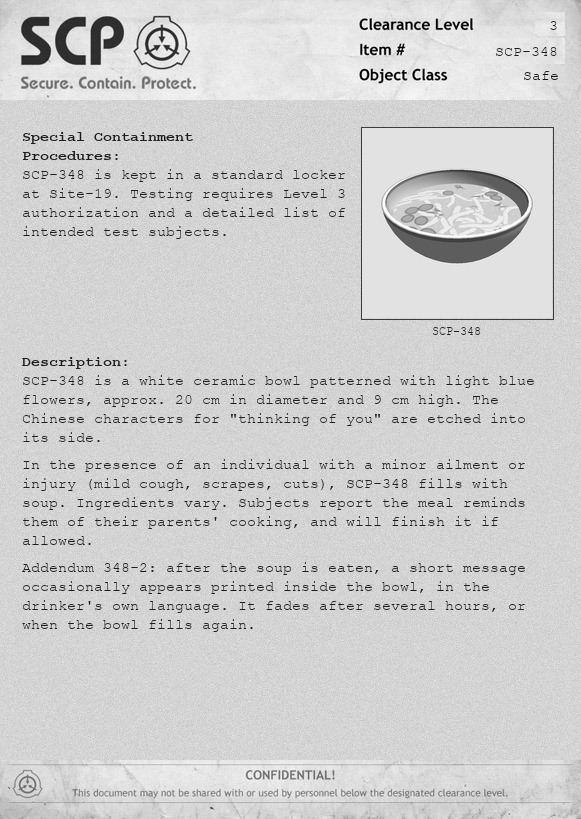 SCP
Secure. Contain. Protect.
Clearance Level 3
Item # SCP-348
Object Class Safe
Special Containment
Procedures:
SCP-348 is kept in a standard locker
at Site-19. Testing requires Level 3
authorization and a detailed list of
intended test subjects.
SCP-348
Description:
SCP-348 is a white ceramic bowl patterned with light blue
flowers, approx. 20 cm in diameter and 9 cm high. The
Chinese characters for "thinking of you" are etched into
its side.
In the presence of an individual with a minor ailment or
injury (mild cough, scrapes, cuts), SCP-348 fills with
soup. Ingredients vary. Subjects report the meal reminds
them of their parents' cooking, and will finish it if
allowed.
Addendum 348-2: after the soup is eaten, a short message
occasionally appears printed inside the bowl, in the
drinker's own language. It fades after several hours, or
when the bowl fills again.
CONFIDENTIAL!
This document may not be shared with or used by personnel below the designated clearance level.